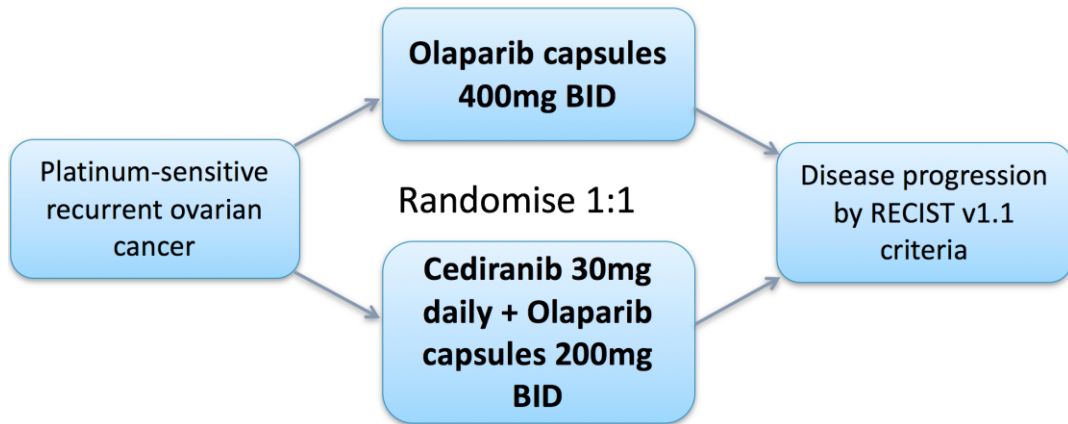 Platinum-sensitive
recurrent ovarian
cancer
Olaparib capsules
400mg BID
Randomise 1:1
Cediranib 30mg
daily + Olaparib
capsules 200mg
BID
Disease progression
by RECIST v1.1
criteria